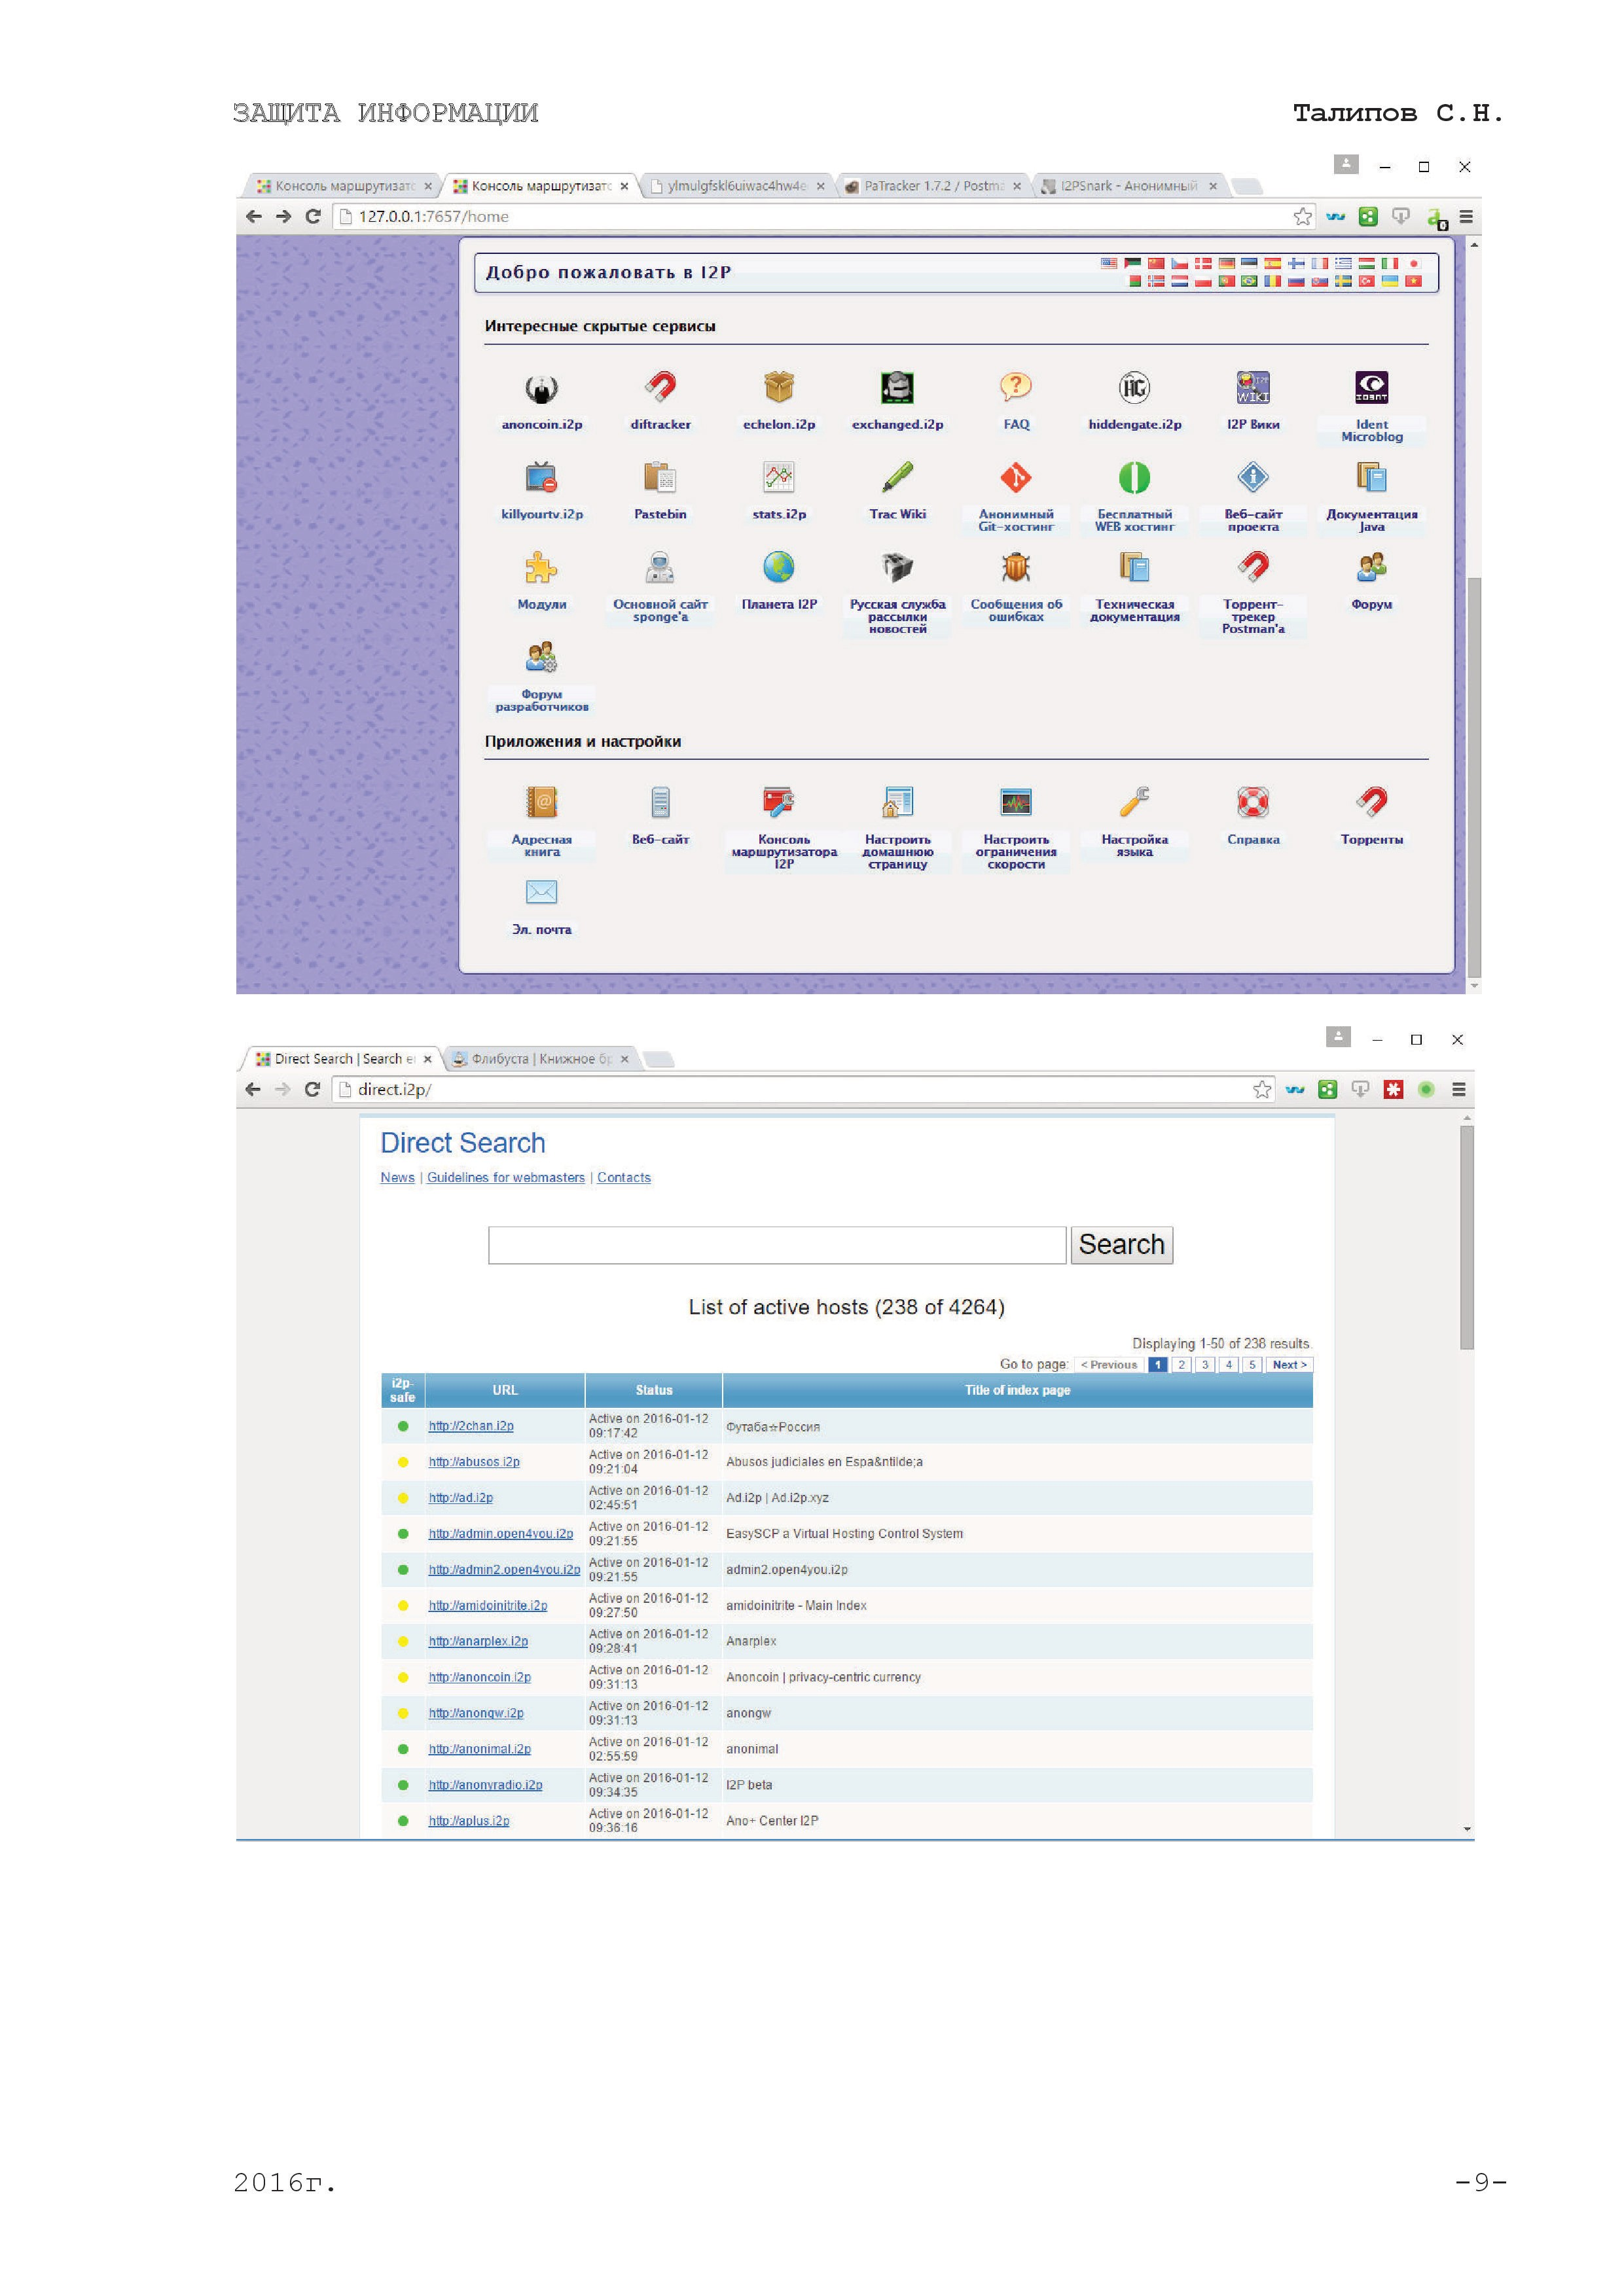 ЗАЩИТА ИНФОРМАЦИИ
Талипов С.Н.
Консоль маршрутизатс
Консоль маршрутизатс
ylmulgfskl6uiwac4hw4e
PaTracker 1.7.2 / Postma
I2PSnark - Анонимный
127.0.0.1:7657/home
Добро пожаловать в I2P
Интересные скрытые сервисы
anoncoin.i2p
diftracker
echelon.i2p
exchanged.i2p
FAQ
hiddengate.i2p
I2P Вики
Ident
Microblog
killyourtv.i2p
Pastebin
stats.i2p
Trac Wiki
Анонимный
Git-хостинг
Бесплатный
WEB хостинг
Веб-сайт
проекта
Документация
Java
Модули
Основной сайт
sponge'a
Планета I2P
Русская служба
рассылки
новостей
Сообщения об
ошибках
Техническая
документация
Торрент-
трекер
Postman'a
Форум
Форум
разработчиков
Приложения и настройки
Адресная
книга
Веб-сайт
Консоль
маршрутизатора
I2P
Настроить
домашнюю
страницу
Настроить
ограничения
скорости
Настройка
языка
Справка
Торренты
Эл. почта
Direct Search | Search e
Флибуста | Книжное бр
direct.i2p/
Direct Search
News | Guidelines for webmasters | Contacts
Search
List of active hosts (238 of 4264)
Displaying 1-50 of 238 results.
Go to page: < Previous 1 2 3 4 5 Next >
i2p-
safe
URL
Status
Title of index page
http://2chan.i2p
Active on 2016-01-12
09:17:42
Футаба☆Россия
http://abusos.i2p
Active on 2016-01-12
09:21:04
Abusos judiciales en Espa&ntilde;a
http://ad.i2p
Active on 2016-01-12
02:45:51
Ad.i2p | Ad.i2p.xyz
http://admin.open4you.i2p
Active on 2016-01-12
09:21:55
EasySCP a Virtual Hosting Control System
http://admin2.open4you.i2p
Active on 2016-01-12
09:21:55
admin2.open4you.i2p
http://amidoinitrite.i2p
Active on 2016-01-12
09:27:50
amidoinitrite - Main Index
http://anarplex.i2p
Active on 2016-01-12
09:28:41
Anarplex
http://anoncoin.i2p
Active on 2016-01-12
09:31:13
Anoncoin | privacy-centric currency
http://anongw.i2p
Active on 2016-01-12
09:31:13
anongw
http://anonimal.i2p
Active on 2016-01-12
02:55:59
anonimal
http://anonyradio.i2p
Active on 2016-01-12
09:34:35
I2P beta
http://aplus.i2p
Active on 2016-01-12
09:36:16
Ano+ Center I2P
2016г.
-9-